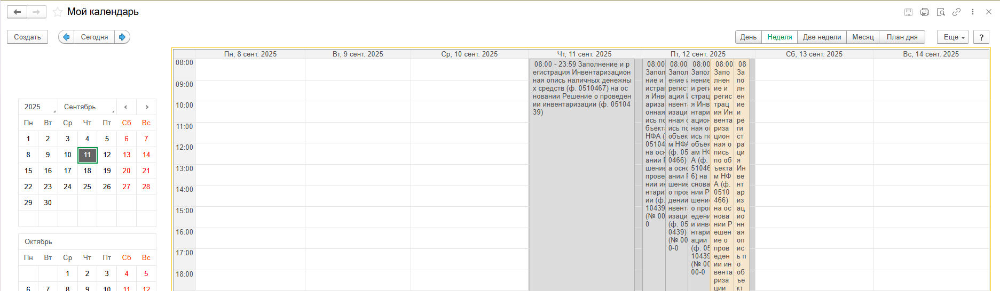 Мой календарь
Создать
Сегодня
День
Неделя
Две недели
Месяц
План дня
Еще
?
2025
Сентябрь
Пн Вт Ср Чт Пт Сб Вс
1 2 3 4 5 6 7
8 9 10 11 12 13 14
15 16 17 18 19 20 21
22 23 24 25 26 27 28
29 30
Октябрь
Пн Вт Ср Чт Пт Сб Вс
1 2 3 4 5
6 7 8 9 10 11 12
Пн, 8 сент. 2025
Вт, 9 сент. 2025
Ср, 10 сент. 2025
Чт, 11 сент. 2025
Пт, 12 сент. 2025
Сб, 13 сент. 2025
Вс, 14 сент. 2025
08:00
09:00
10:00
11:00
12:00
13:00
14:00
15:00
16:00
17:00
18:00
08:00 - 23:59 Заполнение и р
егистрация Инвентаризацион
ная опись наличных денежны
х средств (ф. 0510467) на ос
новании Решение о проведен
ии инвентаризации (ф. 05104
39)
08:00
Запол
ние и
истра
я Инве
ариза
онная
ись по
бъекта
НФА (
05104
на осн
ании Р
шение
прове
нии ин
нтариз
ии (ф.
10439
(№ 00
0
08:00
Запол
ение и
регист
ация И
нвент
изаци
нная о
ись по
объек
м НФА
(ф. 05
0466)
а осно
ании Р
шение
о пров
дении
нвент
изаци
(ф. 05
0439)
(№ 00
0-0
08:00
Запол
нение
и реги
страц
я Инв
нтари
ацион
ная оп
ись по
объек
ам НФ
А (ф.
51046
6) на
снова
нии Р
шени
о про
едени
и инв
нтари
ации
(ф. 05
10439
(№ 00
00-0
08:00
Запо
лнен
ие и
регис
трац
ия Ин
вента
риза
цион
ная о
пись
по об
ъекта
м НФ
А (ф.
0510
466)
на ос
нова
нии Р
ешен
ие о
пров
еден
ии ин
вента
риза
ции
08
За
по
лн
ен
ие
и
ре
ги
ст
ра
ци
я
Ин
ве
нт
ар
из
ац
ио
нн
ая
оп
ис
ь п
о
об
ъе
кт